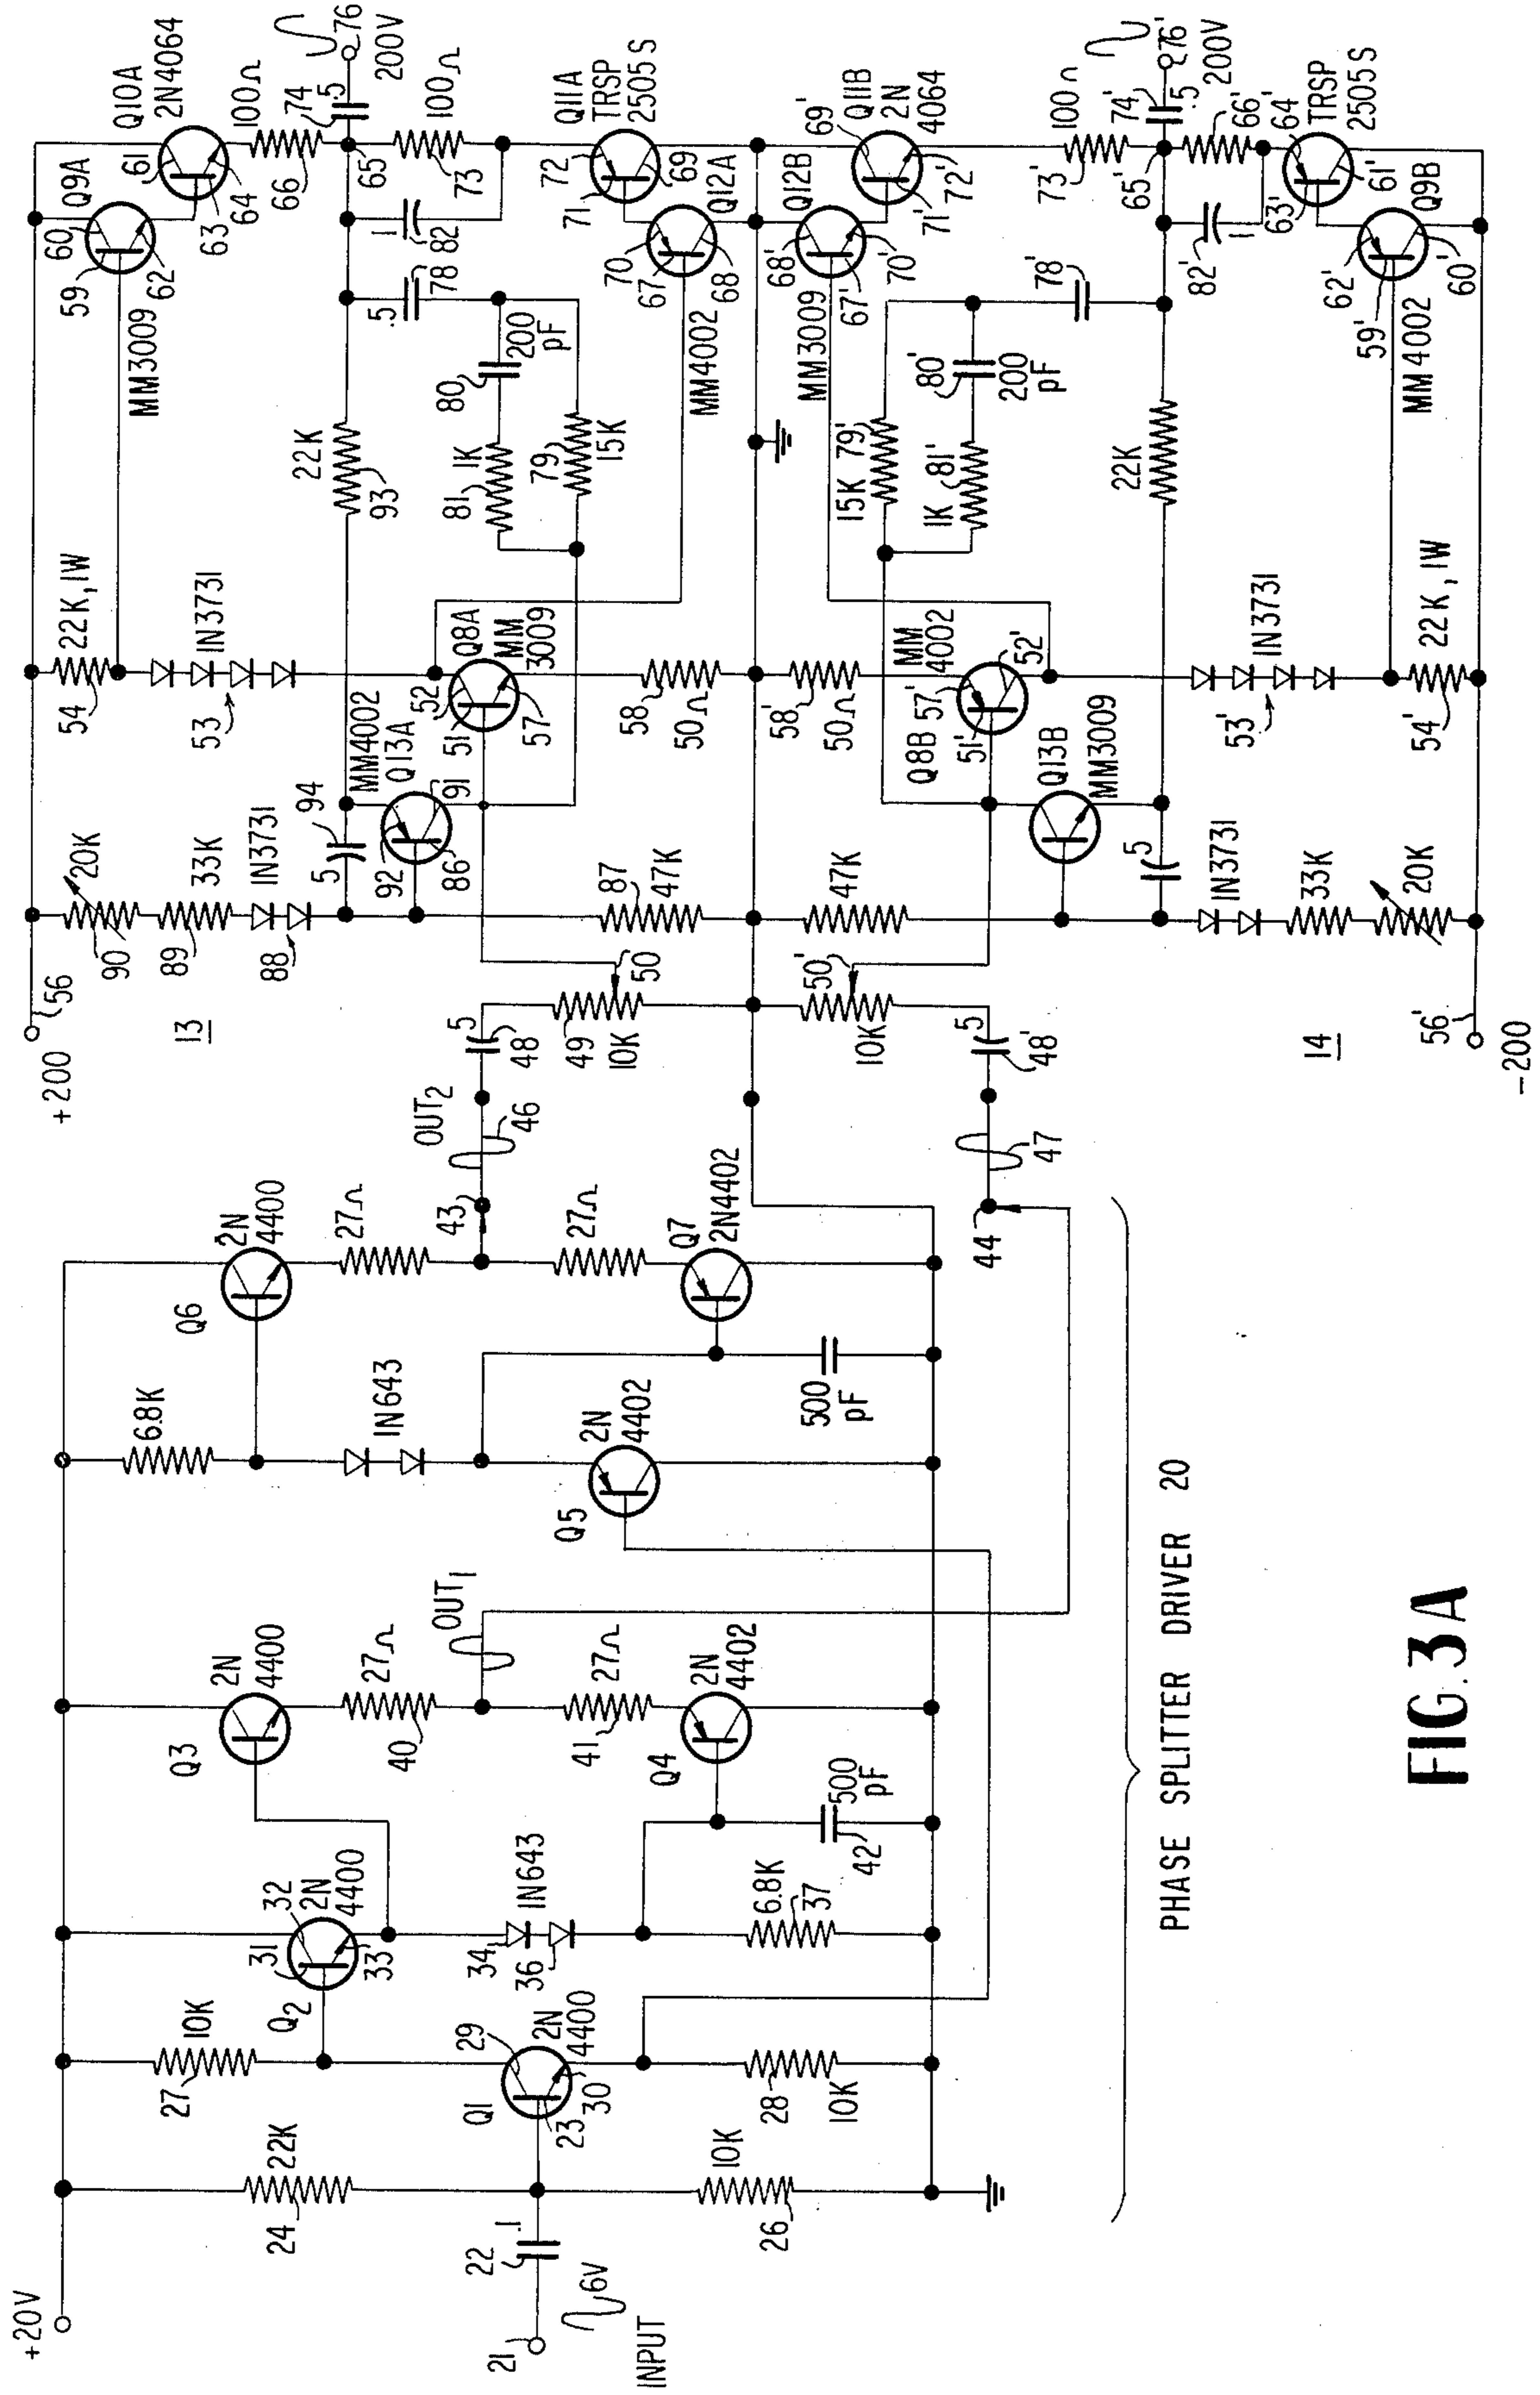 +20V
22K
24
21
22
.1
6V
INPUT
10K
26
10K
27
Q1
29
2N
4400
23
30
28
10K
Q2
31
32
2N
4400
33
34
36
IN643
6.8K
37
Q3
2N
4400
27Ω
40
OUT1
27Ω
41
Q4
2N
4402
500
pF
42
6.8K
IN643
Q5
2N
4402
500
pF
Q6
2N
4400
27Ω
43
27Ω
Q7
2N4402
OUT2
46
44
47
PHASE SPLITTER DRIVER 20
+200
56
13
5
48
49
10K
50
50'
10K
5
48'
14
56'
-200
20K
90
33K
89
IN3731
88
5
94
MM4002
Q13A
92
86
91
87
47K
47K
Q13B
MM3009
5
IN3731
33K
20K
22K, 1W
54
IN3731
53
52
Q8A
MM
3009
51
57
58
50Ω
58'
50Ω
MM
4002
57'
52'
51'
Q8B
IN3731
53'
22K, 1W
54'
22K
93
1K
81
80
200
pF
79
15K
.5
78
MM4002
MM3009
15K 79'
1K 81'
80'
200
pF
78'
22K
MM3009
59
60
Q9A
62
61
Q10A
2N4064
63
64
100Ω
66
74
.5
76
200V
65
100Ω
73
.1
82
72
Q11A
TRSP
2505S
71
69
70
67
68
Q12A
Q12B
68'
67'
70'
69'
Q11B
2N
4064
71'
72'
100Ω
73'
74'
.5
76'
200V
65'
66'
82'
.1
63'
64'
TRSP
2505S
61'
62'
59'
60'
Q9B
MM4002
FIG.3A